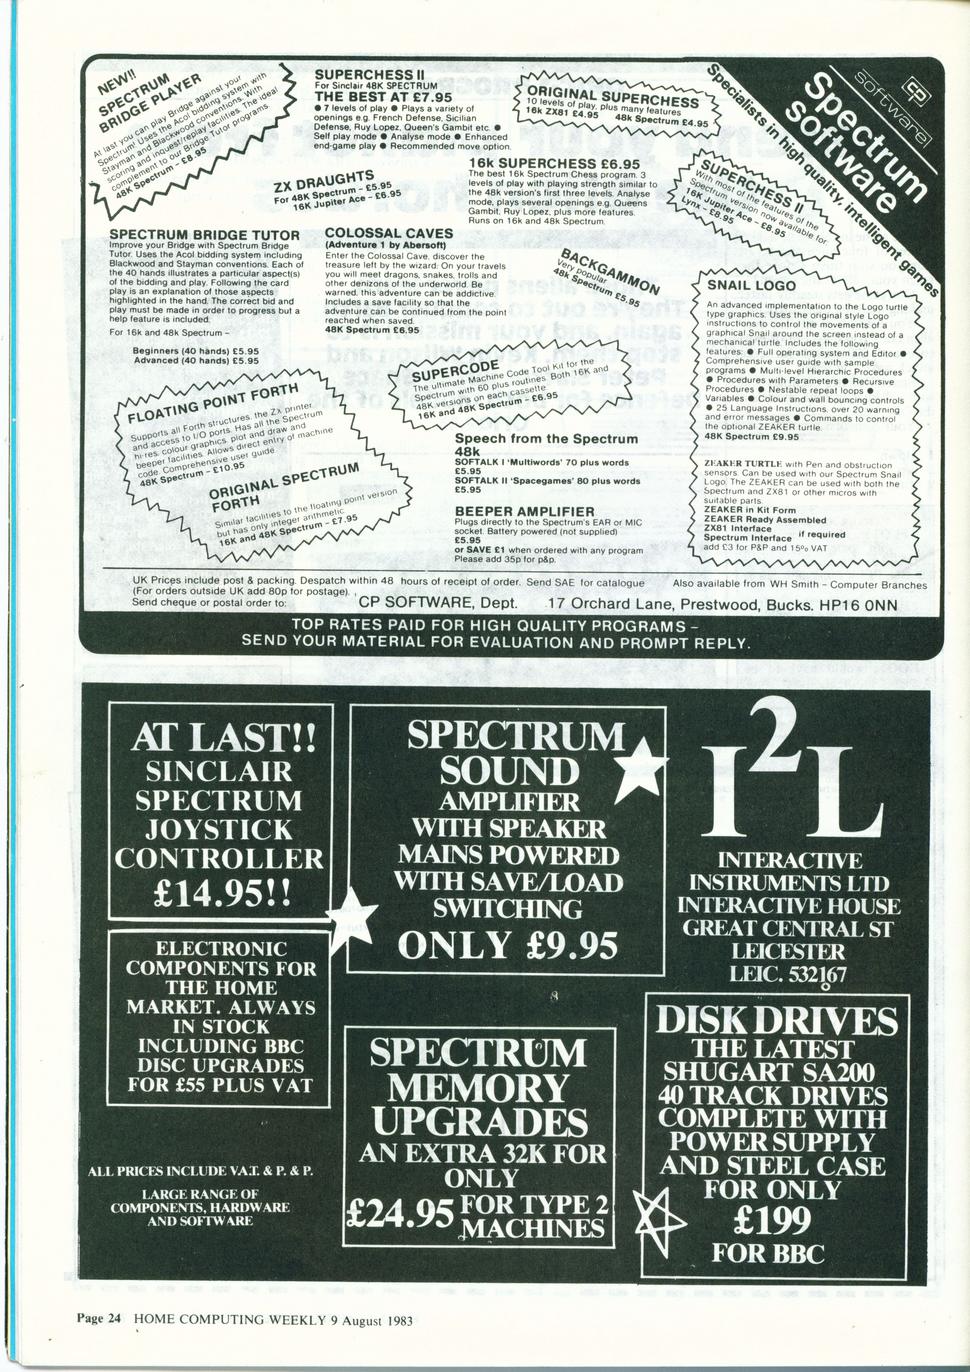 NEW!!
SPECTRUM
BRIDGE PLAYER
At last you can play Bridge against your
Spectrum! Uses the Acol bidding system with
Stayman and Blackwood conventions. With
scoring and inquest/replay facilities. The ideal
complement to our Bridge Tutor programs.
48K Spectrum – £8.95
SUPERCHESS II
For Sinclair 48K SPECTRUM
THE BEST AT £7.95
● 7 levels of play ● Plays a variety of
openings e.g. French Defense, Sicilian
Defense, Ruy Lopez, Queen's Gambit etc. ●
Self play mode ● Analyse mode ● Enhanced
end-game play ● Recommended move option.
ORIGINAL SUPERCHESS
10 levels of play, plus many features
16k ZX81 £4.95 48k Spectrum £4.95
Specialists in high quality, intelligent games
Spectrum
Software
cp
software
ZX DRAUGHTS
For 48K Spectrum – £5.95
16K Jupiter Ace – £6.95
16k SUPERCHESS £6.95
The best 16k Spectrum Chess program. 3
levels of play with playing strength similar to
the 48K version's first three levels. Analyse
mode, plays several openings e.g. Queens
Gambit, Ruy Lopez, plus more features.
Runs on 16K and 48K Spectrum.
SUPERCHESS II
With most of the features of the
Spectrum version now available for:
16K Jupiter Ace – £8.95
Lynx – £8.95
SPECTRUM BRIDGE TUTOR
Improve your Bridge with Spectrum Bridge
Tutor. Uses the Acol bidding system including
Blackwood and Stayman conventions. Each of
the 40 hands illustrates a particular aspect(s)
of the bidding and play. Following the card
play is an explanation of those aspects
highlighted in the hand. The correct bid and
play must be made in order to progress but a
help feature is included.
For 16k and 48k Spectrum –
Beginners (40 hands) £5.95
Advanced (40 hands) £5.95
COLOSSAL CAVES
(Adventure 1 by Abersoft)
Enter the Colossal Cave, discover the
treasure left by the wizard. On your travels
you will meet dragons, snakes, trolls and
other denizons of the underworld. Be
warned, this adventure can be addictive.
Includes a save facility so that the
adventure can be continued from the point
reached when saved.
48K Spectrum £6.95
BACKGAMMON
Very popular
48K Spectrum £5.95
SNAIL LOGO
An advanced implementation to the Logo turtle
type graphics. Uses the original style Logo
instructions to control the movements of a
graphical Snail around the screen instead of a
mechanical turtle. Includes the following
features: ● Full operating system and Editor ●
Comprehensive user guide with sample
programs ● Multi-level Hierarchic Procedures
● Procedures with Parameters ● Recursive
Procedures ● Nestable repeat loops ●
Variables ● Colour and wall bouncing controls
● 25 Language Instructions, over 20 warning
and error messages ● Commands to control
the optional ZEAKER turtle.
48K Spectrum £9.95
ZEAKER TURTLE with Pen and obstruction
sensors. Can be used with our Spectrum Snail
Logo. The ZEAKER can be used with both the
Spectrum and ZX81 or other micros with
suitable parts.
ZEAKER in Kit Form
ZEAKER Ready Assembled
ZX81 Interface
Spectrum Interface if required
add £3 for P&P and 15% VAT
SUPERCODE
The ultimate Machine Code Tool Kit for the
Spectrum with 60 plus routines. Both 16K and
48K versions on each cassette.
16K and 48K Spectrum – £6.95
FLOATING POINT FORTH
Supports all Forth structures, the Zx printer
and access to I/O ports. Has all the Spectrum
hi-res. colour graphics, plot and draw and
beeper facilities. Allows direct entry of machine
code. Comprehensive user guide.
48K Spectrum – £10.95
ORIGINAL SPECTRUM
FORTH
Similar facilities to the floating point version
but has only integer arithmetic
16K and 48K Spectrum – £7.95
Speech from the Spectrum
48k
SOFTALK I 'Multiwords' 70 plus words
£5.95
SOFTALK II 'Spacegames' 80 plus words
£5.95
BEEPER AMPLIFIER
Plugs directly to the Spectrum's EAR or MIC
socket. Battery powered (not supplied)
£5.95
or SAVE £1 when ordered with any program
Please add 35p for p&p.
UK Prices include post & packing. Despatch within 48 hours of receipt of order. Send SAE for catalogue Also available from WH Smith – Computer Branches
(For orders outside UK add 80p for postage).
Send cheque or postal order to: CP SOFTWARE, Dept. 17 Orchard Lane, Prestwood, Bucks. HP16 0NN
TOP RATES PAID FOR HIGH QUALITY PROGRAMS –
SEND YOUR MATERIAL FOR EVALUATION AND PROMPT REPLY.
AT LAST!!
SINCLAIR
SPECTRUM
JOYSTICK
CONTROLLER
£14.95!!
SPECTRUM
SOUND
AMPLIFIER
WITH SPEAKER
MAINS POWERED
WITH SAVE/LOAD
SWITCHING
ONLY £9.95
I2L
INTERACTIVE
INSTRUMENTS LTD
INTERACTIVE HOUSE
GREAT CENTRAL ST
LEICESTER
LEIC. 532167
ELECTRONIC
COMPONENTS FOR
THE HOME
MARKET. ALWAYS
IN STOCK
INCLUDING BBC
DISC UPGRADES
FOR £55 PLUS VAT
SPECTRUM
MEMORY
UPGRADES
AN EXTRA 32K FOR
ONLY
£24.95 FOR TYPE 2
MACHINES
DISK DRIVES
THE LATEST
SHUGART SA200
40 TRACK DRIVES
COMPLETE WITH
POWER SUPPLY
AND STEEL CASE
FOR ONLY
£199
FOR BBC
ALL PRICES INCLUDE V.A.T. & P. & P.
LARGE RANGE OF
COMPONENTS, HARDWARE
AND SOFTWARE
Page 24 HOME COMPUTING WEEKLY 9 August 1983